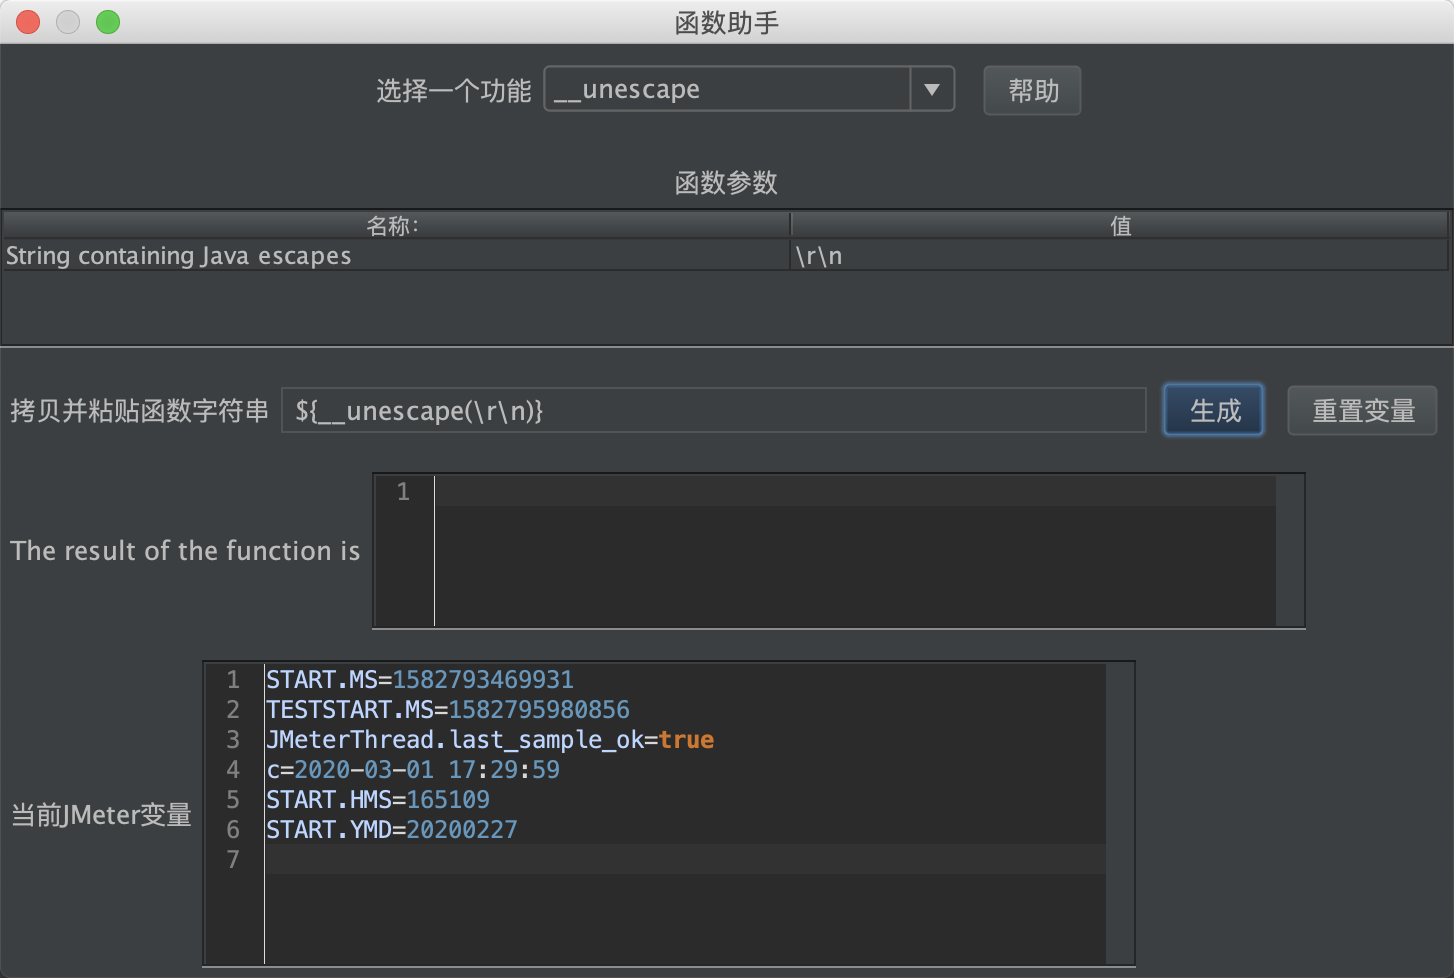 函数助手
选择一个功能 __unescape 帮助
函数参数
名称: 值
String containing Java escapes \r\n
拷贝并粘贴函数字符串 ${__unescape(\r\n)} 生成 重置变量
The result of the function is
1
当前JMeter变量
1 START.MS=1582793469931
2 TESTSTART.MS=1582795980856
3 JMeterThread.last_sample_ok=true
4 c=2020-03-01 17:29:59
5 START.HMS=165109
6 START.YMD=20200227
7